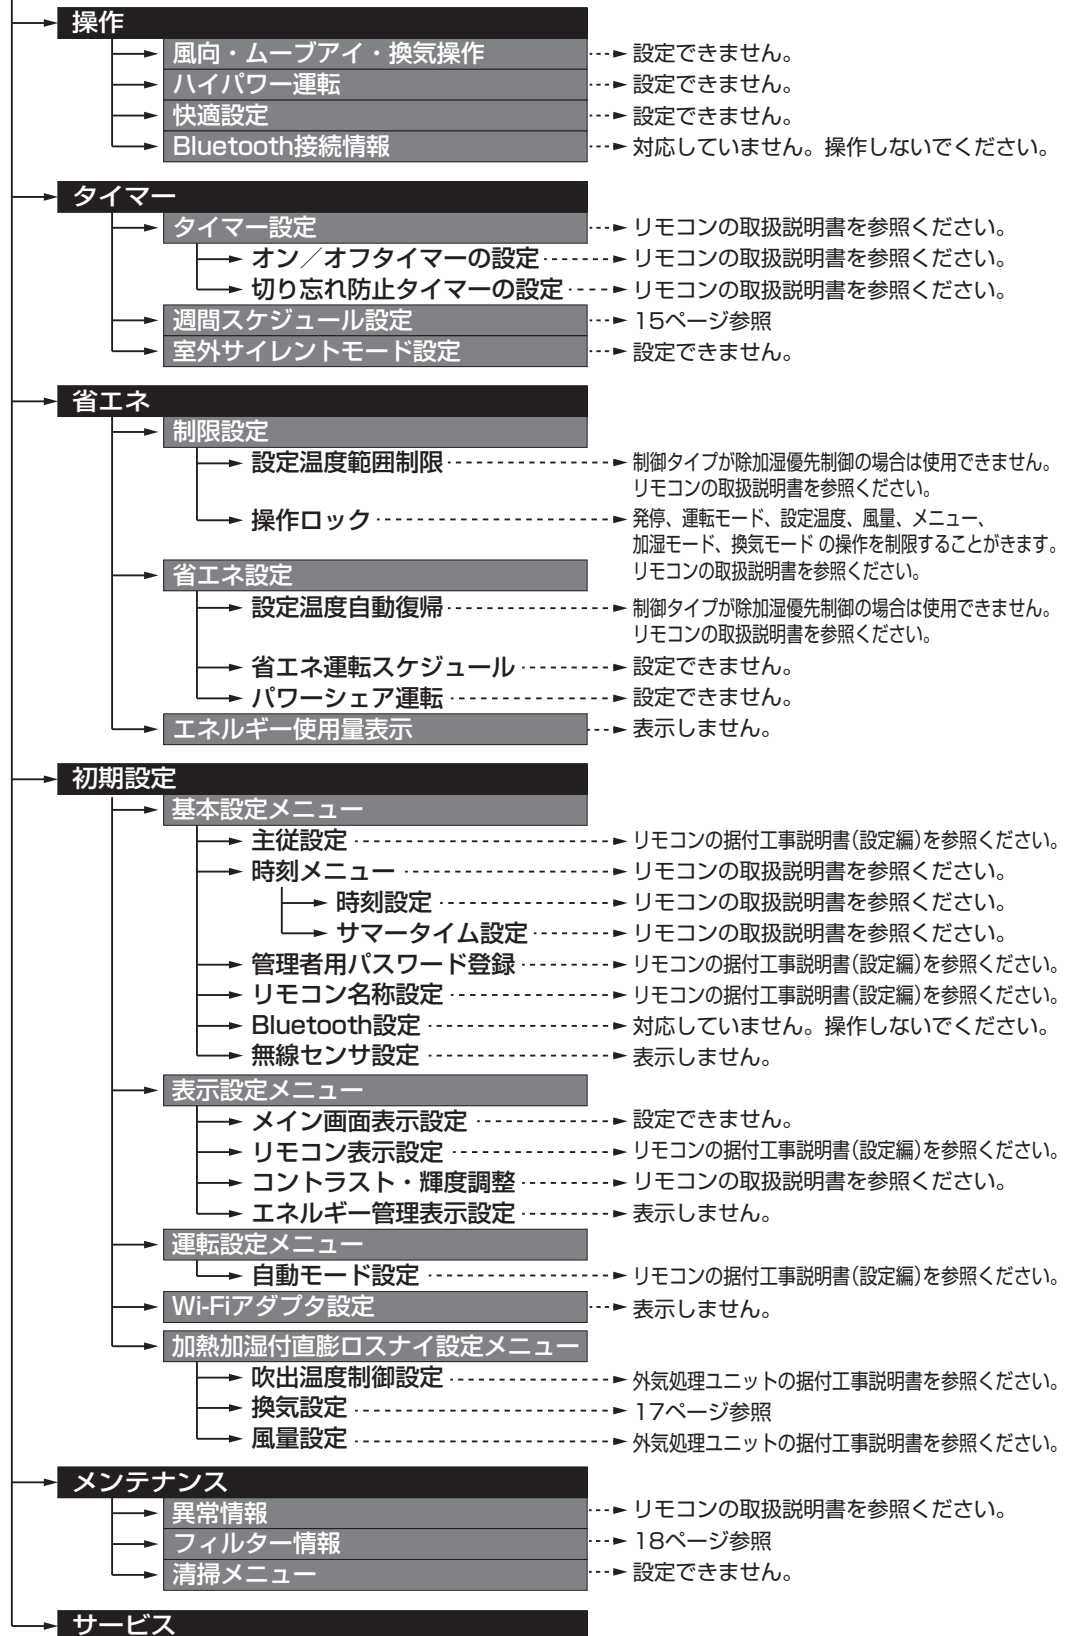 操作
風向・ムーブアイ・換気操作 設定できません。
ハイパワー運転 設定できません。
快適設定 設定できません。
Bluetooth接続情報 対応していません。操作しないでください。
タイマー
タイマー設定 リモコンの取扱説明書を参照ください。
オン／オフタイマーの設定 リモコンの取扱説明書を参照ください。
切り忘れ防止タイマーの設定 リモコンの取扱説明書を参照ください。
週間スケジュール設定 15ページ参照
室外サイレントモード設定 設定できません。
省エネ
制限設定
設定温度範囲制限 制御タイプが除加湿優先制御の場合は使用できません。
リモコンの取扱説明書を参照ください。
操作ロック 発停、運転モード、設定温度、風量、メニュー、
加湿モード、換気モード の操作を制限することがきます。
リモコンの取扱説明書を参照ください。
省エネ設定
設定温度自動復帰 制御タイプが除加湿優先制御の場合は使用できません。
リモコンの取扱説明書を参照ください。
省エネ運転スケジュール 設定できません。
パワーシェア運転 設定できません。
エネルギー使用量表示 表示しません。
初期設定
基本設定メニュー
主従設定 リモコンの据付工事説明書(設定編)を参照ください。
時刻メニュー リモコンの取扱説明書を参照ください。
時刻設定 リモコンの取扱説明書を参照ください。
サマータイム設定 リモコンの取扱説明書を参照ください。
管理者用パスワード登録 リモコンの据付工事説明書(設定編)を参照ください。
リモコン名称設定 リモコンの据付工事説明書(設定編)を参照ください。
Bluetooth設定 対応していません。操作しないでください。
無線センサ設定 表示しません。
表示設定メニュー
メイン画面表示設定 設定できません。
リモコン表示設定 リモコンの据付工事説明書(設定編)を参照ください。
コントラスト・輝度調整 リモコンの取扱説明書を参照ください。
エネルギー管理表示設定 表示しません。
運転設定メニュー
自動モード設定 リモコンの据付工事説明書(設定編)を参照ください。
Wi-Fiアダプタ設定 表示しません。
加熱加湿付直膨ロスナイ設定メニュー
吹出温度制御設定 外気処理ユニットの据付工事説明書を参照ください。
換気設定 17ページ参照
風量設定 外気処理ユニットの据付工事説明書を参照ください。
メンテナンス
異常情報 リモコンの取扱説明書を参照ください。
フィルター情報 18ページ参照
清掃メニュー 設定できません。
サービス